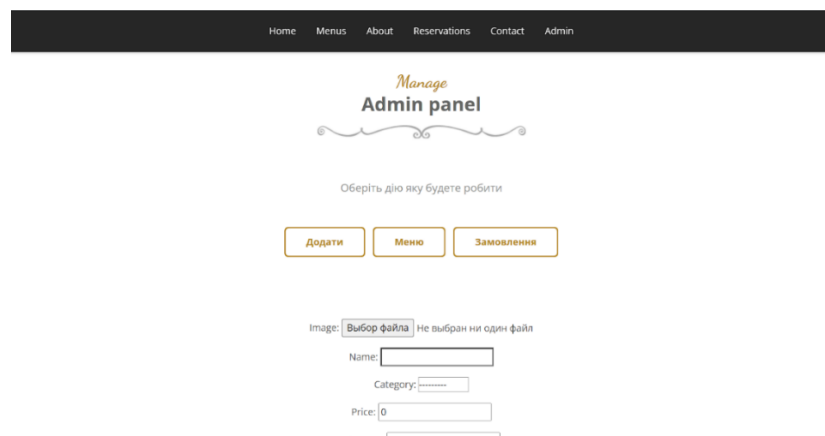 Home Menus About Reservations Contact Admin
Manage
Admin panel
Оберіть дію яку будете робити
Додати Меню Замовлення
Image: Выбор файла Не выбран ни один файл
Name:
Category: ---------
Price: 0